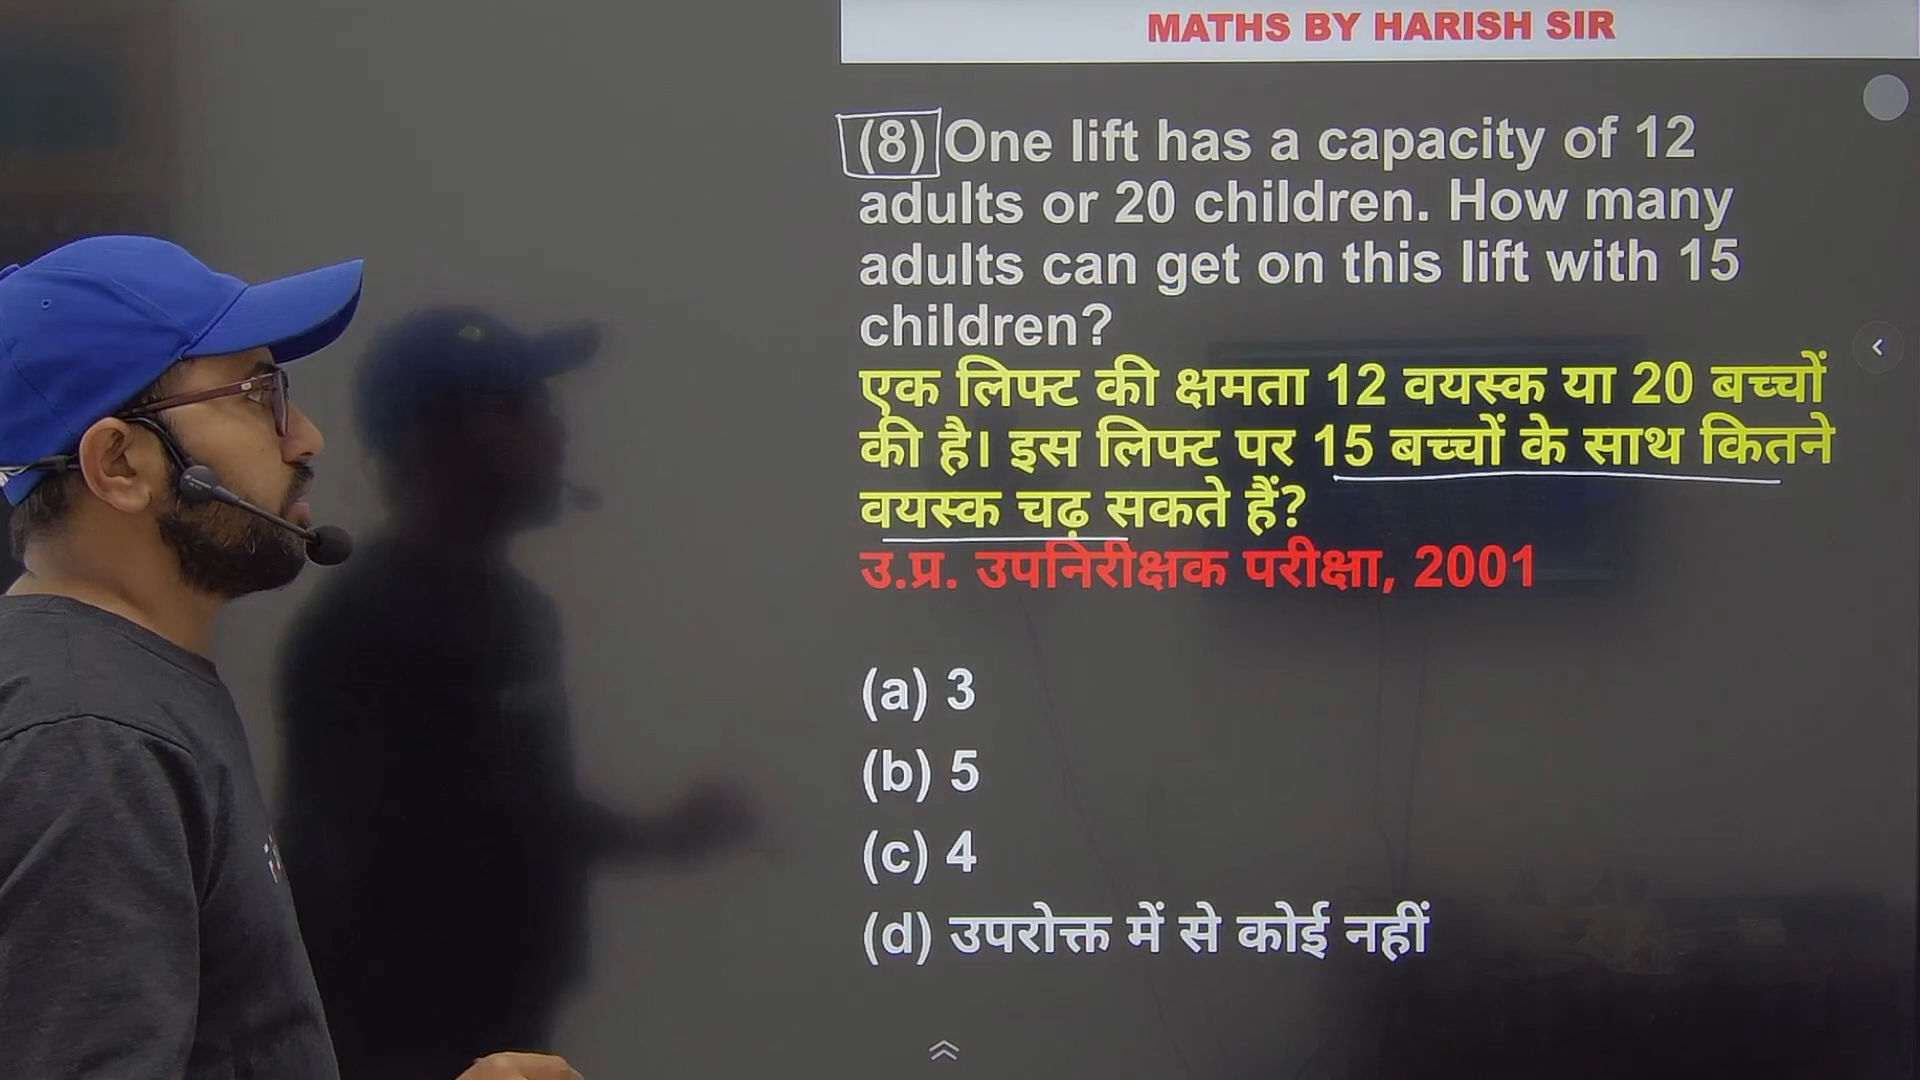 MATHS BY HARISH SIR
(8) One lift has a capacity of 12
adults or 20 children. How many
adults can get on this lift with 15
children?
एक लिफ्ट की क्षमता 12 वयस्क या 20 बच्चों
की है। इस लिफ्ट पर 15 बच्चों के साथ कितने
वयस्क चढ़ सकते हैं?
उ.प्र. उपनिरीक्षक परीक्षा, 2001
(a) 3
(b) 5
(c) 4
(d) उपरोक्त में से कोई नहीं